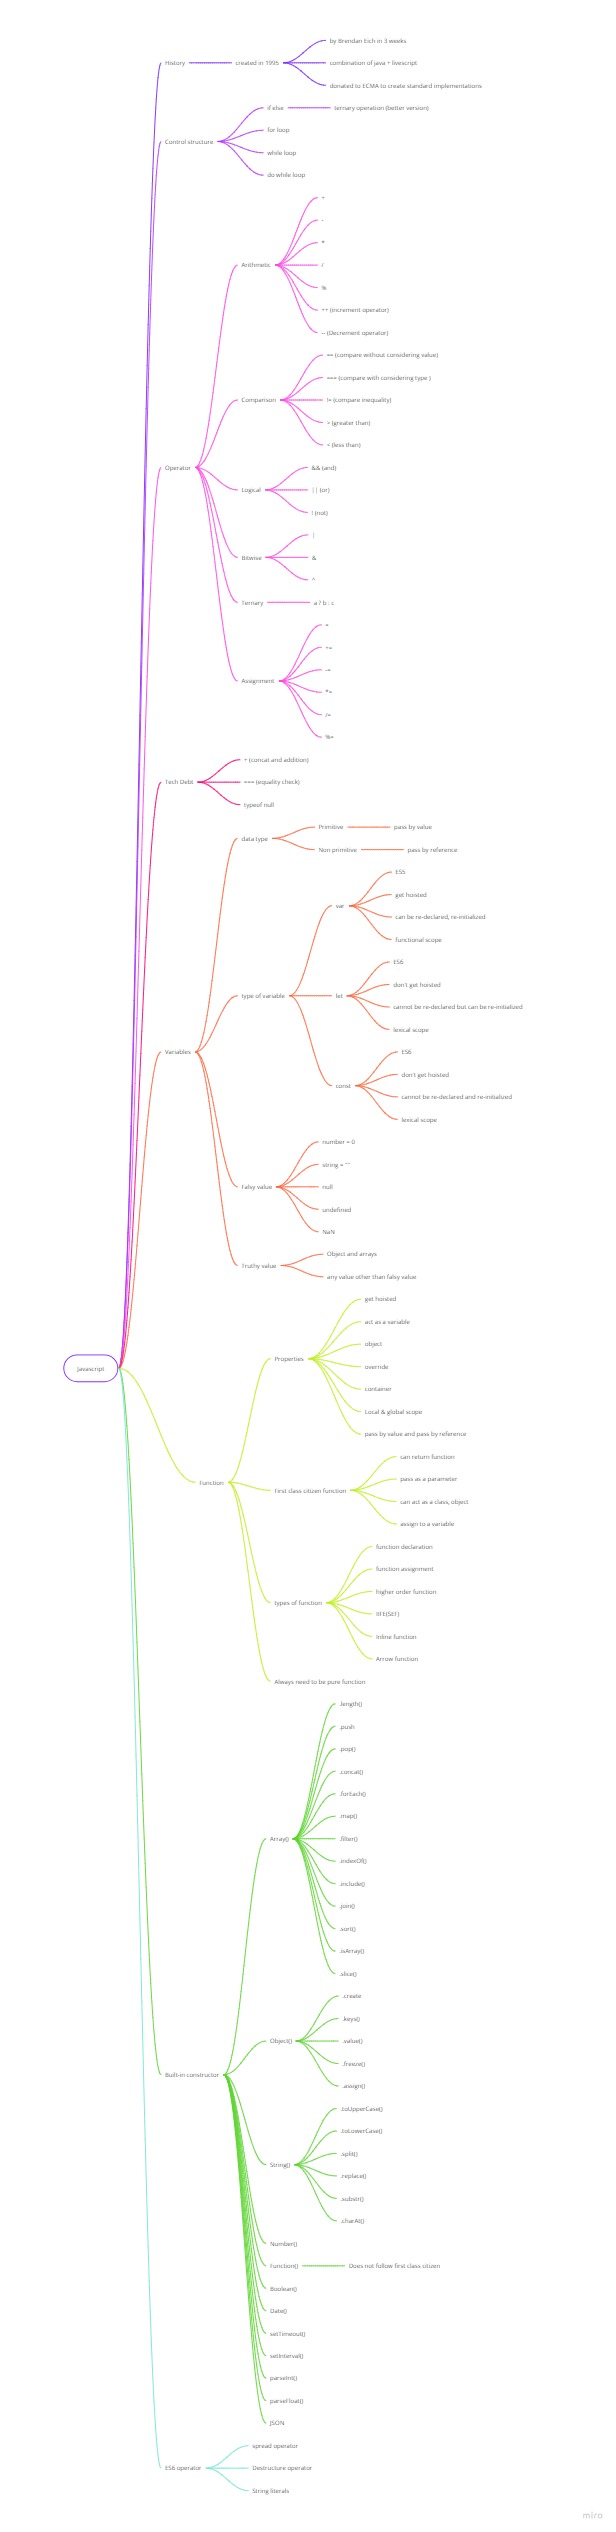 by Brendan Eich in 3 weeks
History
created in 1995
combination of java + livescript
donated to ECMA to create standard implementations
if else
ternary operation (better version)
for loop
Control structure
while loop
do while loop
+
-
*
Arithmetic
/
%
++ (increment operator)
-- (Decrement operator)
== (compare without considering value)
=== (compare with considering type )
Comparison
!= (compare inequality)
> (greater than)
< (less than)
Operator
&& (and)
Logical
|| (or)
! (not)
|
Bitwise
&
^
Ternary
a ? b : c
=
+=
-=
Assignment
*=
/=
%=
+ (concat and addition)
Tech Debt
=== (equality check)
typeof null
Primitive
pass by value
data type
Non primitive
pass by reference
ES5
get hoisted
var
can be re-declared, re-initialized
functional scope
ES6
don't get hoisted
type of variable
let
cannot be re-declared but can be re-initialized
lexical scope
Variables
ES6
don't get hoisted
const
cannot be re-declared and re-initialized
lexical scope
number = 0
string = ""
Falsy value
null
undefined
NaN
Object and arrays
Truthy value
any value other than falsy value
get hoisted
act as a variable
object
Properties
override
Javascript
container
Local & global scope
pass by value and pass by reference
can return function
pass as a parameter
Function
First class citizen function
can act as a class, object
assign to a variable
function declaration
function assignment
higher order function
types of function
IIFE(SEF)
Inline function
Arrow function
Always need to be pure function
.length()
.push
.pop()
.concat()
.forEach()
.map()
Array()
.filter()
.indexOf()
.include()
.join()
.sort()
.isArray()
.slice()
.create
.keys()
Object()
.value()
.freeze()
Built-in constructor
.assign()
.toUpperCase()
.toLowerCase()
.split()
String()
.replace()
.substr()
.charAt()
Number()
Function()
Does not follow first class citizen
Boolean()
Date()
setTimeout()
setInterval()
parseInt()
parseFloat()
JSON
spread operator
ES6 operator
Destructure operator
String literals
miro